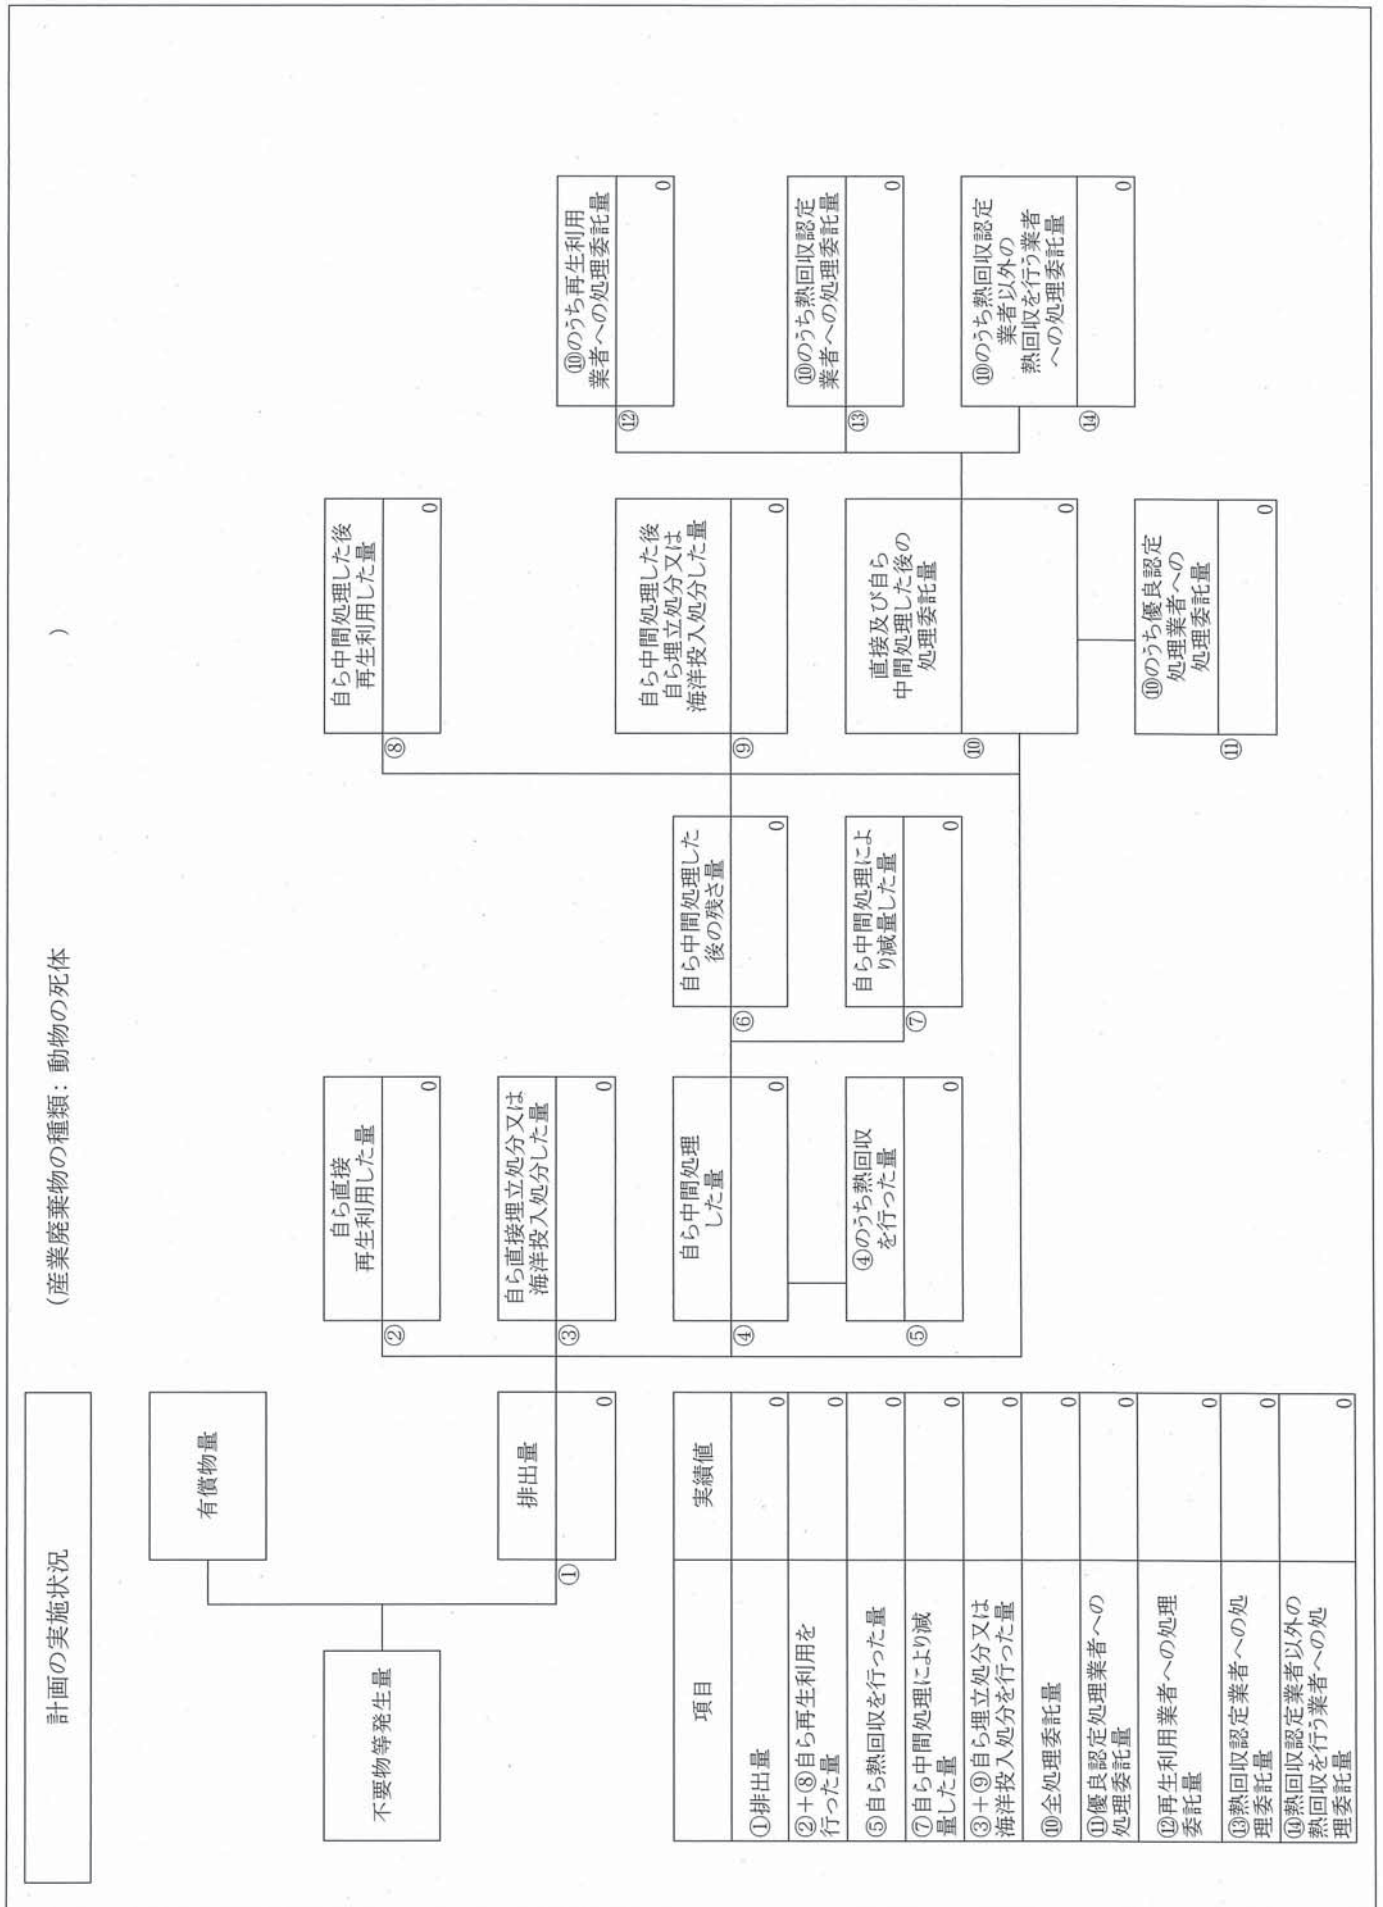 計画の実施状況
(産業廃棄物の種類：動物の死体
)
不要物等発生量
有償物量
排出量
①
0
自ら直接
再生利用した量
②
0
自ら直接埋立処分又は
海洋投入処分した量
③
0
自ら中間処理
した量
④
0
④のうち熱回収
を行った量
⑤
0
自ら中間処理した
後の残さ量
⑥
0
自ら中間処理によ
り減量した量
⑦
0
自ら中間処理した後
再生利用した量
⑧
0
自ら中間処理した後
自ら埋立処分又は
海洋投入処分した量
⑨
0
直接及び自ら
中間処理した後の
処理委託量
⑩
0
⑩のうち優良認定
処理業者への
処理委託量
⑪
0
⑩のうち再生利用
業者への処理委託量
⑫
0
⑩のうち熱回収認定
業者への処理委託量
⑬
0
⑩のうち熱回収認定
業者以外の
熱回収を行う業者
への処理委託量
⑭
0
項目 実績値
①排出量 0
②+⑧自ら再生利用を
行った量 0
⑤自ら熱回収を行った量 0
⑦自ら中間処理により減
量した量 0
③+⑨自ら埋立処分又は
海洋投入処分を行った量 0
⑩全処理委託量 0
⑪優良認定処理業者への
処理委託量 0
⑫再生利用業者への処理
委託量 0
⑬熱回収認定業者への処
理委託量 0
⑭熱回収認定業者以外の
熱回収を行う業者への処
理委託量 0